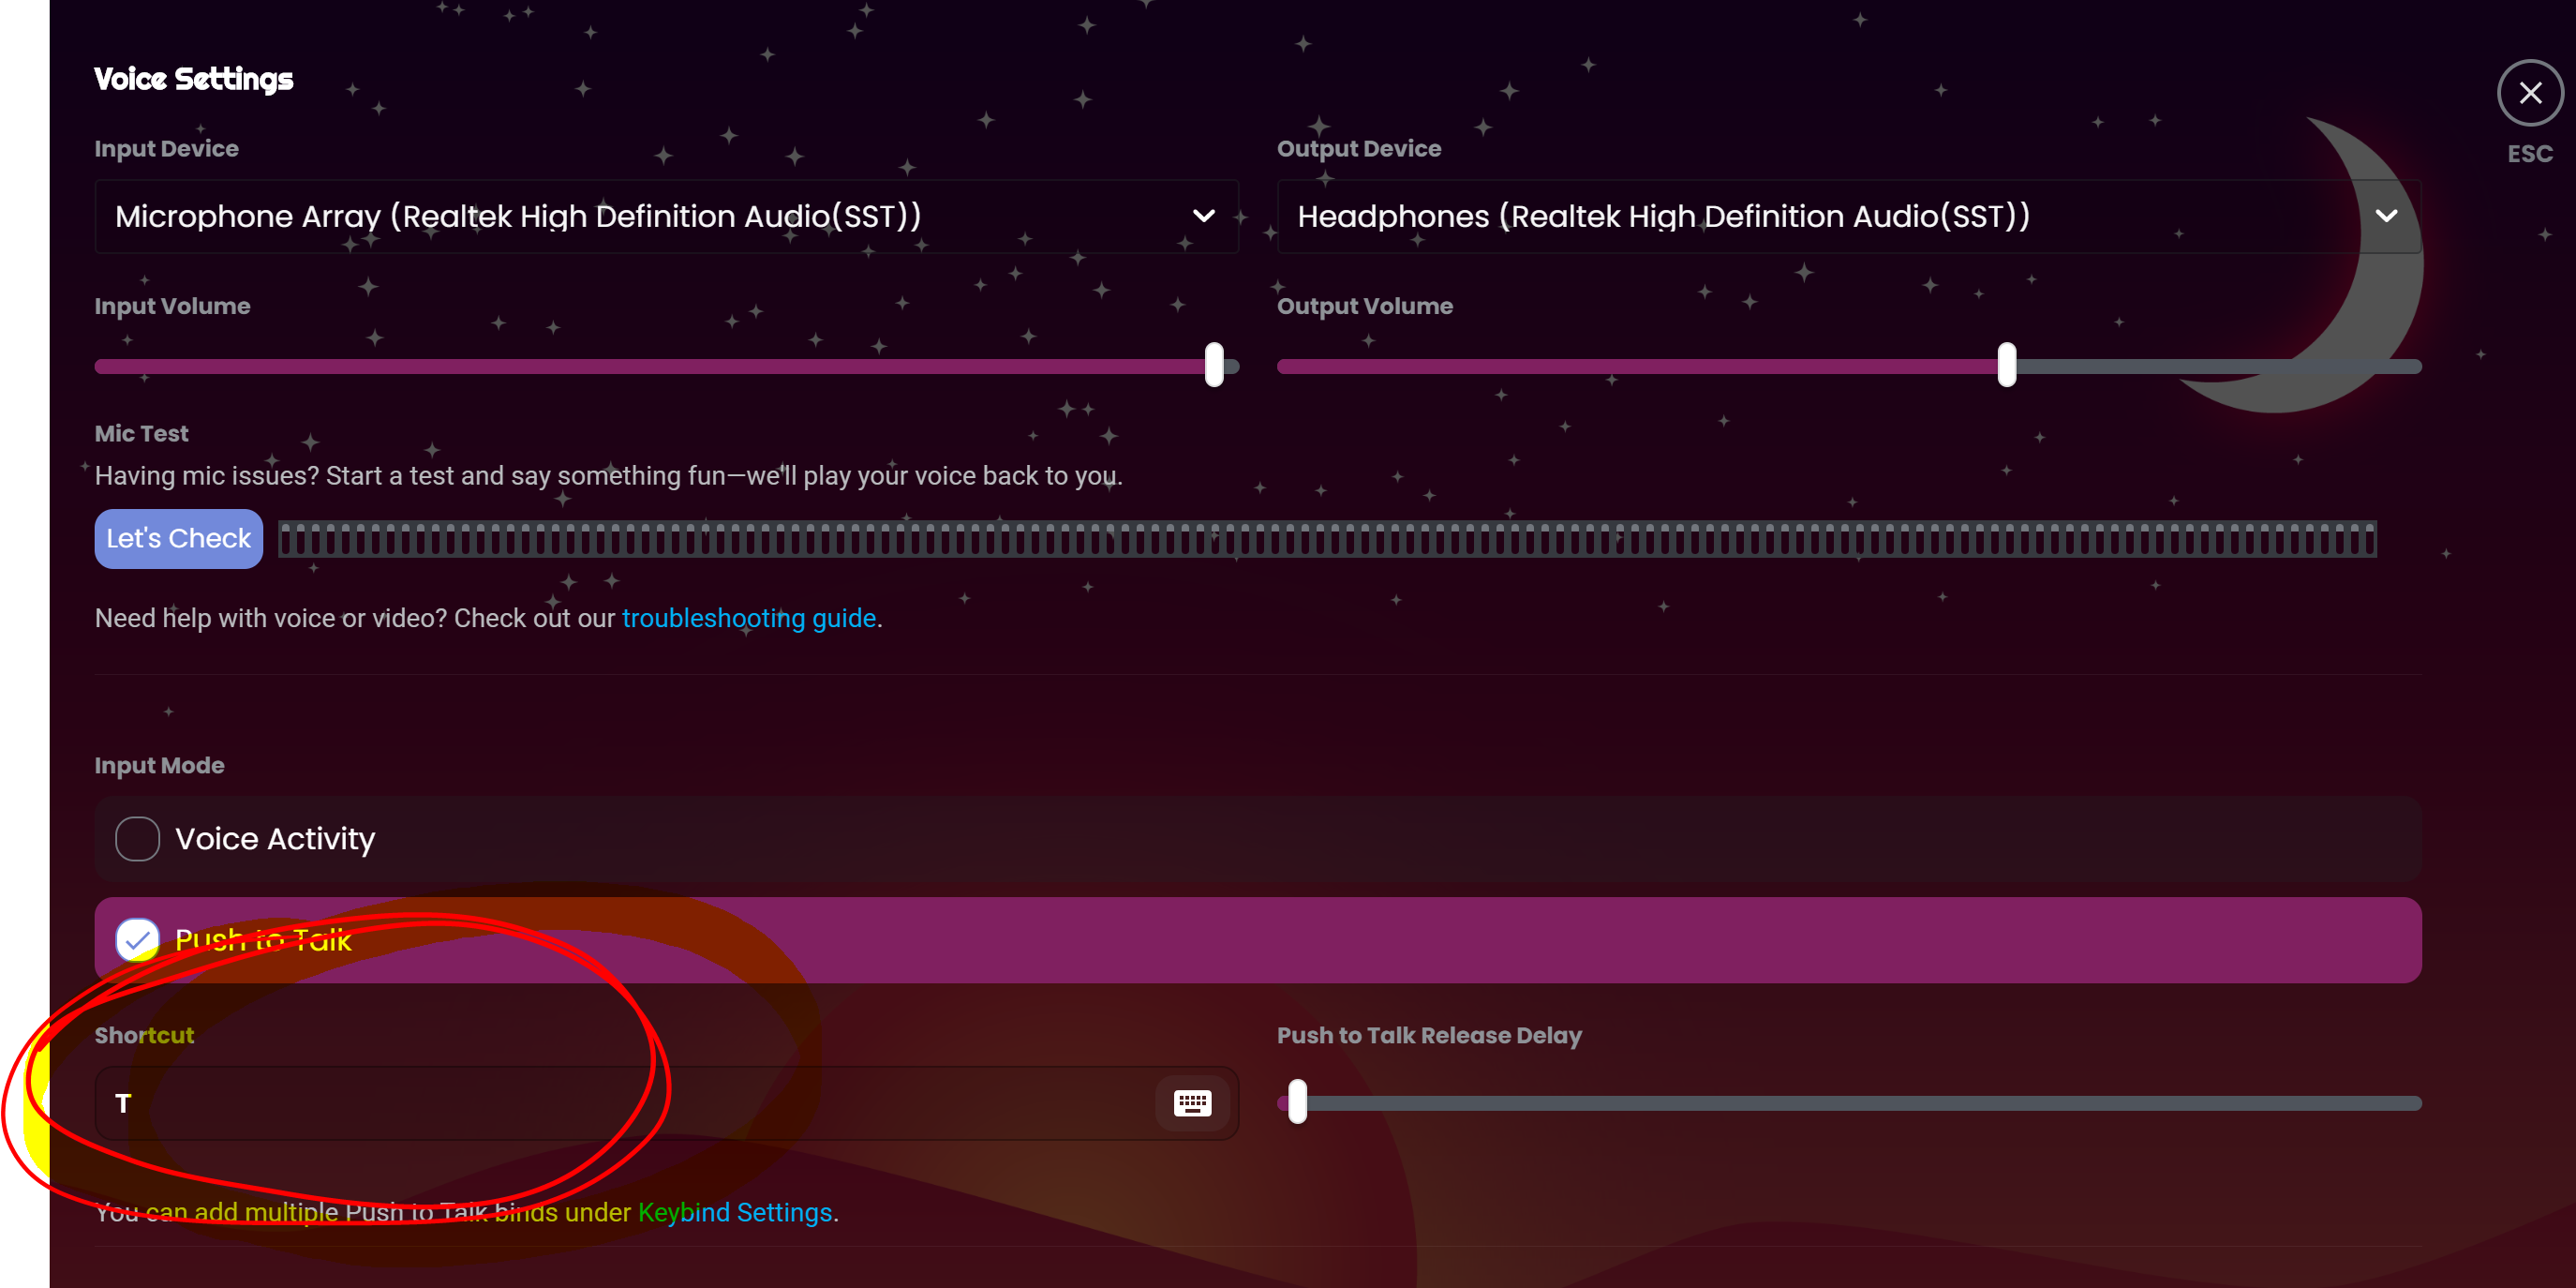 Voice Settings
ESC
Input Device
Output Device
Microphone Array (Realtek High Definition Audio(SST))
Headphones (Realtek High Definition Audio(SST))
Input Volume
Output Volume
Mic Test
Having mic issues? Start a test and say something fun—we'll play your voice back to you.
Let's Check
Need help with voice or video? Check out our troubleshooting guide.
Input Mode
Voice Activity
Push to Talk
Shortcut
Push to Talk Release Delay
T
You can add multiple Push to Talk binds under Keybind Settings.